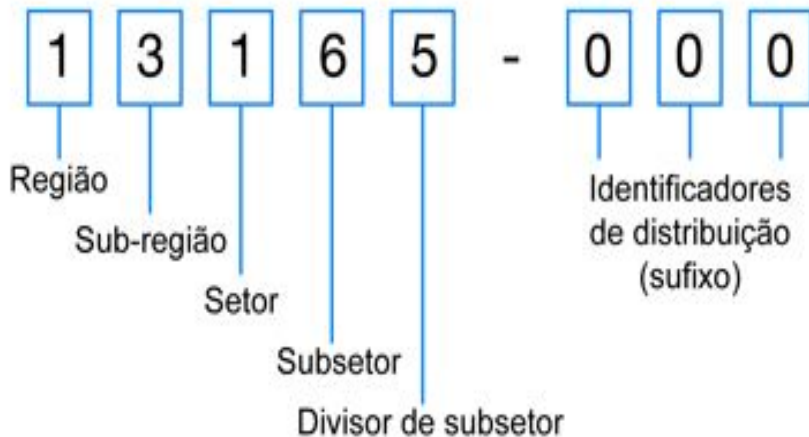 1 3 1 6 5 - 0 0 0
Região
Sub-região
Setor
Subsetor
Divisor de subsetor
Identificadores
de distribuição
(sufixo)